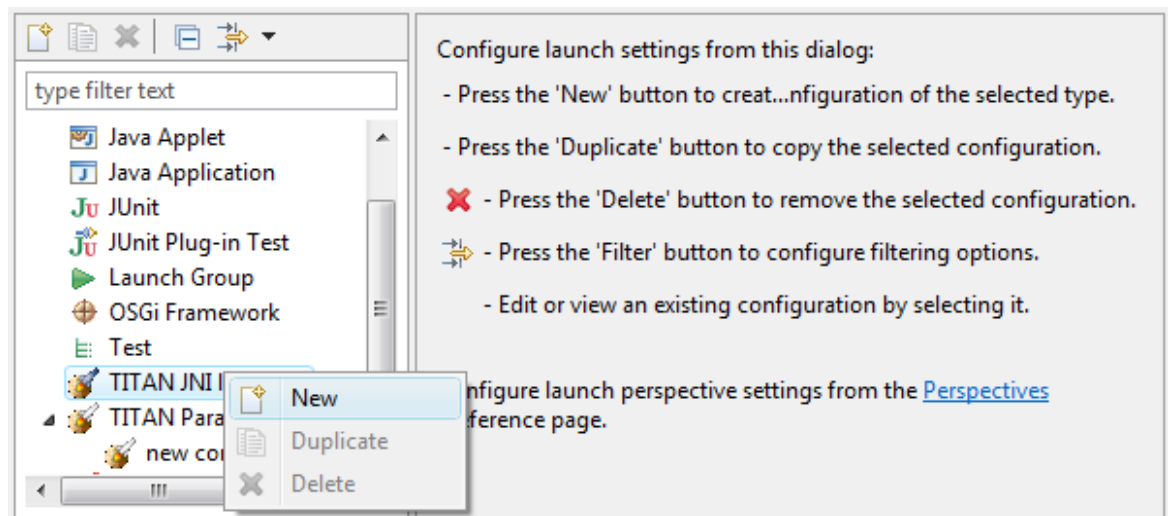 type filter text
Java Applet
Java Application
Ju JUnit
Jü JUnit Plug-in Test
Launch Group
OSGi Framework
Test
TITAN JNI
TITAN Para
new con
New
Duplicate
Delete
Configure launch settings from this dialog:
- Press the 'New' button to creat...nfiguration of the selected type.
- Press the 'Duplicate' button to copy the selected configuration.
- Press the 'Delete' button to remove the selected configuration.
- Press the 'Filter' button to configure filtering options.
- Edit or view an existing configuration by selecting it.
nfigure launch perspective settings from the Perspectives
ference page.